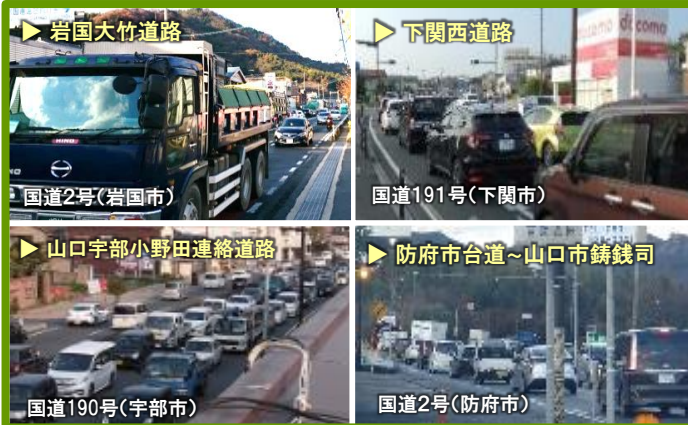 ▶ 岩国大竹道路
HINO
国道2号(岩国市)
▶ 下関西道路
docomo
国道191号(下関市)
▶ 山口宇部小野田連絡道路
国道190号(宇部市)
▶ 防府市台道~山口市鋳銭司
国道2号(防府市)